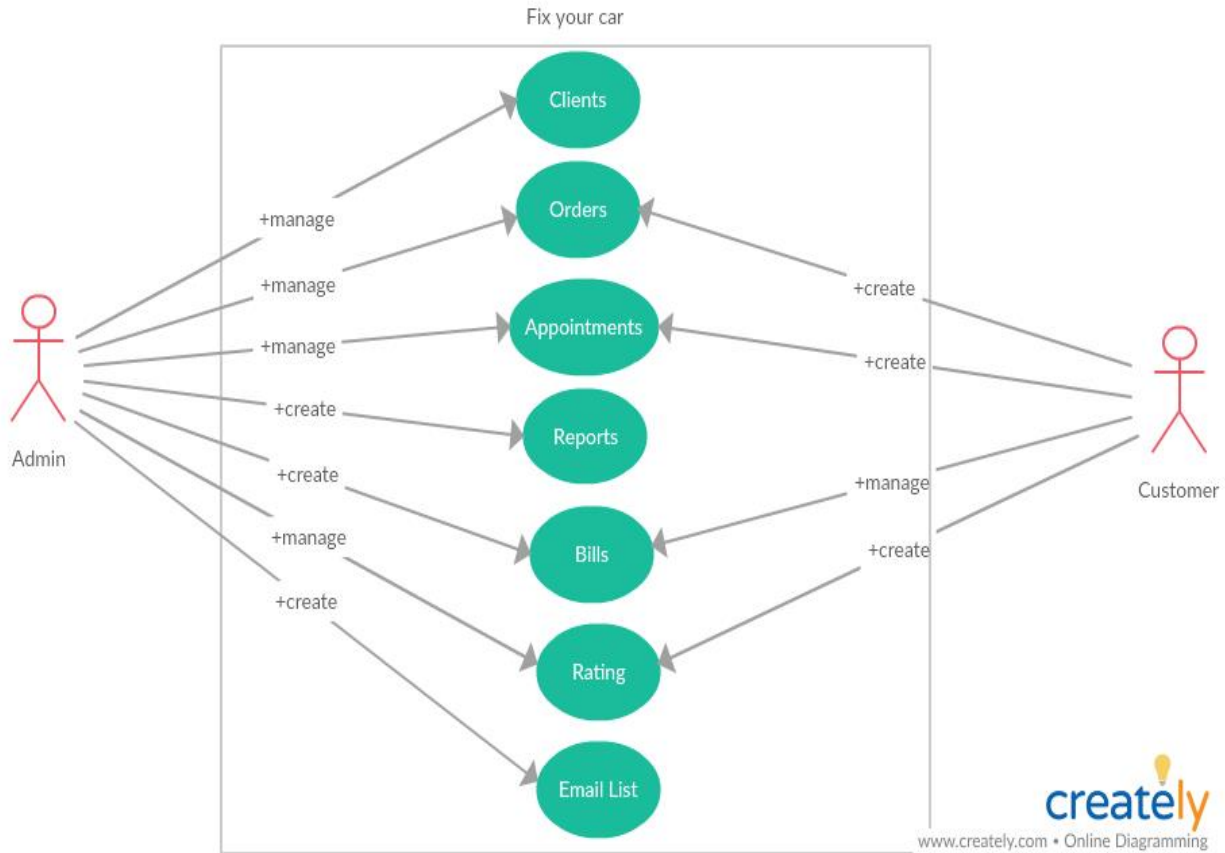 Fix your car
Clients
Orders
Appointments
Reports
Bills
Rating
Email List
+manage
+manage
+manage
+create
+create
+manage
+create
+create
+create
+manage
+create
Admin
Customer
creately
www.creately.com • Online Diagramming